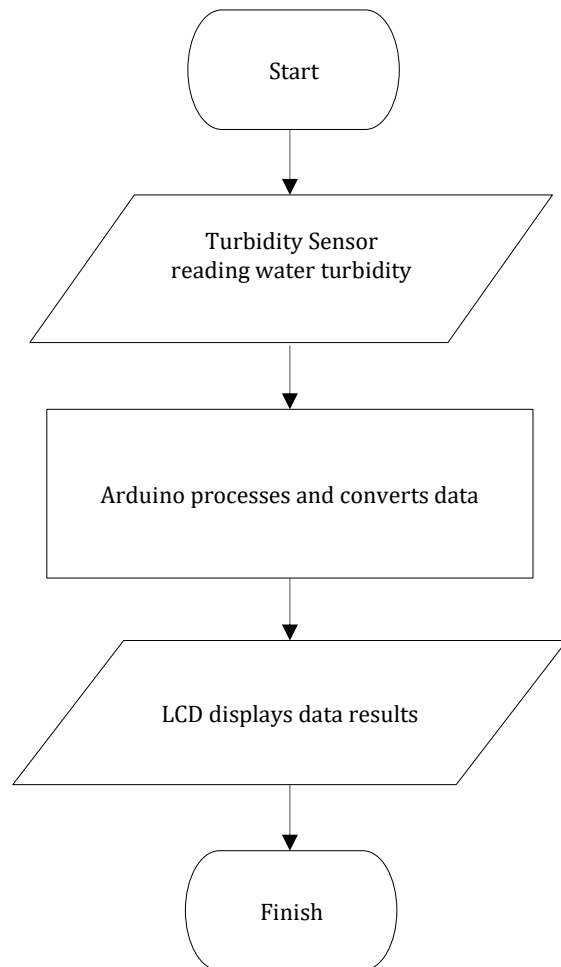 Start
Turbidity Sensor
reading water turbidity
Arduino processes and converts data
LCD displays data results
Finish